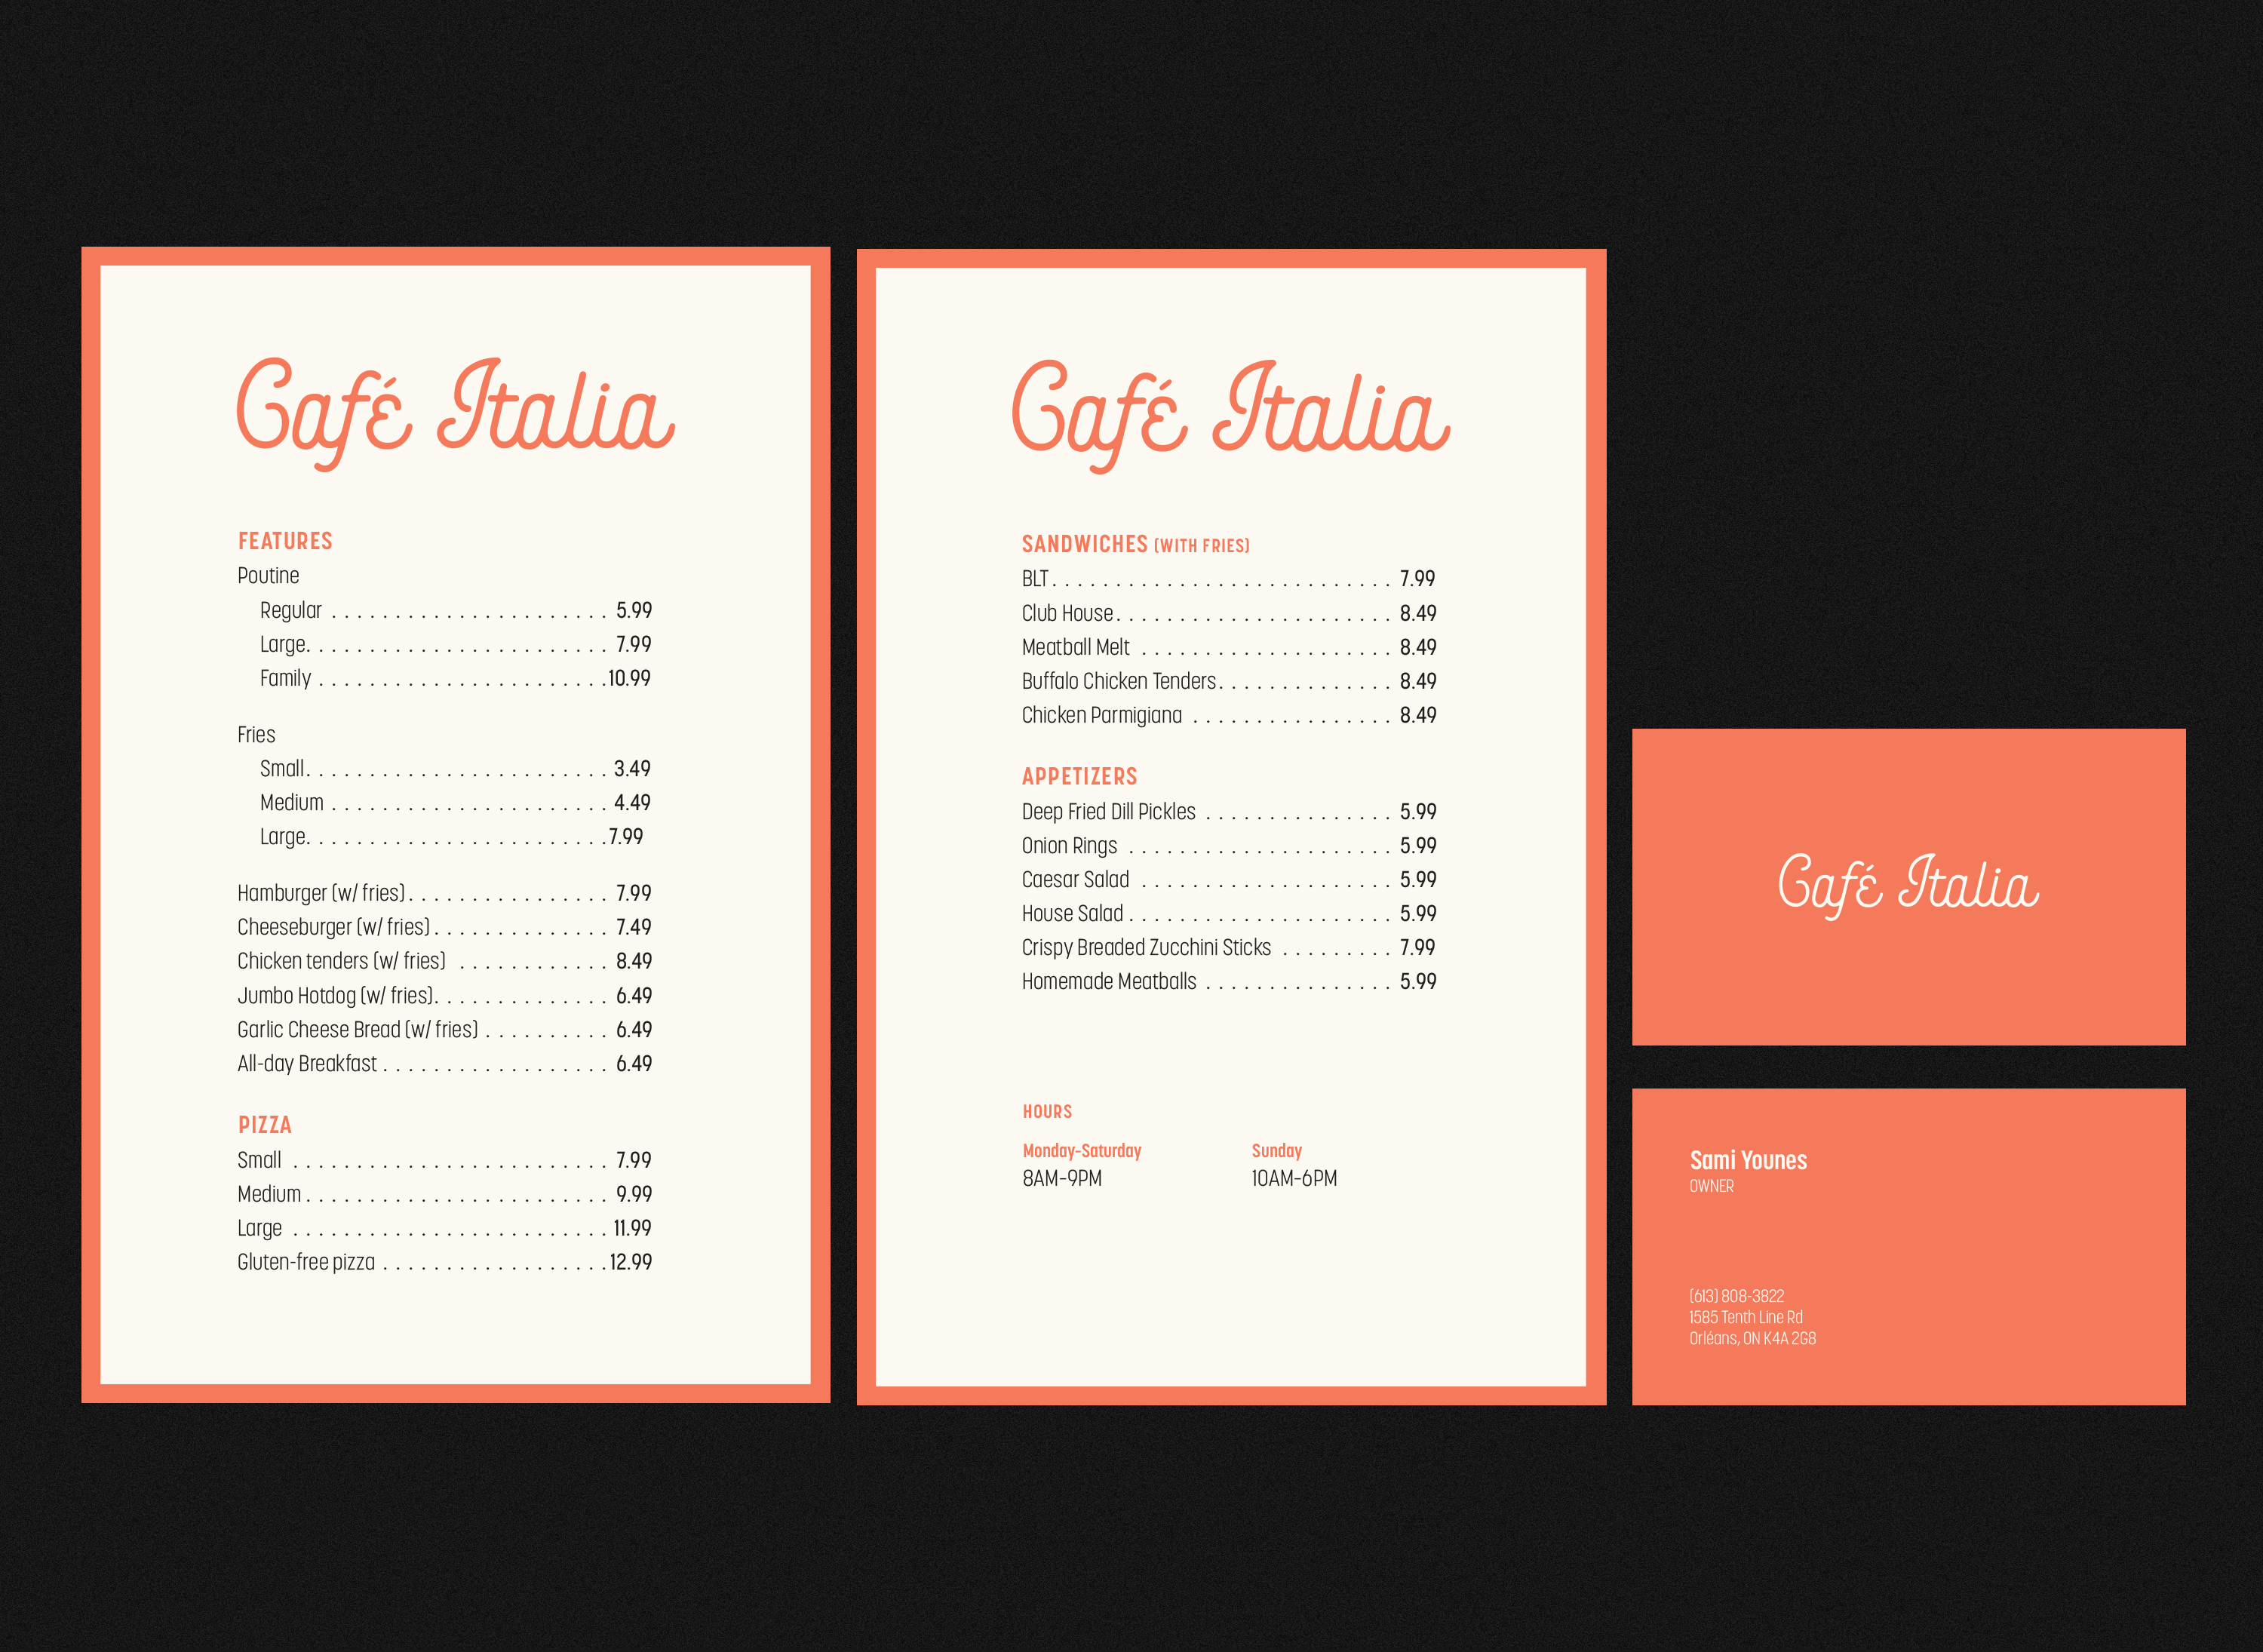 Café Italia
FEATURES
Poutine
Regular . . . . . . . . . . . . . . . . . . . . . . 5.99
Large. . . . . . . . . . . . . . . . . . . . . . . . 7.99
Family . . . . . . . . . . . . . . . . . . . . . . .10.99
Fries
Small. . . . . . . . . . . . . . . . . . . . . . . . 3.49
Medium . . . . . . . . . . . . . . . . . . . . . . 4.49
Large. . . . . . . . . . . . . . . . . . . . . . . .7.99
Hamburger (w/ fries). . . . . . . . . . . . . . . . 7.99
Cheeseburger (w/ fries) . . . . . . . . . . . . . . 7.49
Chicken tenders (w/ fries) . . . . . . . . . . . . 8.49
Jumbo Hotdog (w/ fries). . . . . . . . . . . . . . 6.49
Garlic Cheese Bread (w/ fries) . . . . . . . . . . 6.49
All-day Breakfast . . . . . . . . . . . . . . . . . . 6.49
PIZZA
Small . . . . . . . . . . . . . . . . . . . . . . . . . 7.99
Medium . . . . . . . . . . . . . . . . . . . . . . . . 9.99
Large . . . . . . . . . . . . . . . . . . . . . . . . . 11.99
Gluten-free pizza . . . . . . . . . . . . . . . . . .12.99
Café Italia
SANDWICHES (WITH FRIES)
BLT . . . . . . . . . . . . . . . . . . . . . . . . . . . 7.99
Club House . . . . . . . . . . . . . . . . . . . . . . 8.49
Meatball Melt . . . . . . . . . . . . . . . . . . . . 8.49
Buffalo Chicken Tenders . . . . . . . . . . . . . . 8.49
Chicken Parmigiana . . . . . . . . . . . . . . . . 8.49
APPETIZERS
Deep Fried Dill Pickles . . . . . . . . . . . . . . . 5.99
Onion Rings . . . . . . . . . . . . . . . . . . . . . 5.99
Caesar Salad . . . . . . . . . . . . . . . . . . . . 5.99
House Salad . . . . . . . . . . . . . . . . . . . . . 5.99
Crispy Breaded Zucchini Sticks . . . . . . . . . 7.99
Homemade Meatballs . . . . . . . . . . . . . . . 5.99
HOURS
Monday-Saturday Sunday
8AM-9PM 10AM-6PM
Café Italia
Sami Younes
OWNER
(613) 808-3822
1585 Tenth Line Rd
Orléans, ON K4A 2G8